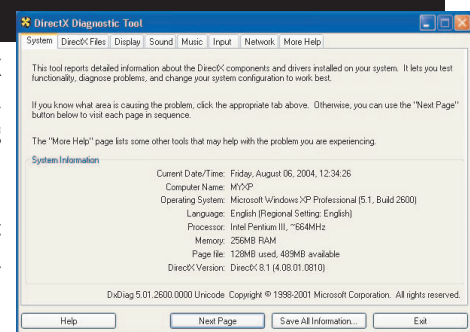 DirectX Diagnostic Tool
System DirectX Files Display Sound Music Input Network More Help
This tool reports detailed information about the DirectX components and drivers installed on your system. It lets you test
functionality, diagnose problems, and change your system configuration to work best.
If you know what area is causing the problem, click the appropriate tab above. Otherwise, you can use the "Next Page"
button below to visit each page in sequence.
The "More Help" page lists some other tools that may help with the problem you are experiencing.
System Information
Current Date/Time: Friday, August 06, 2004, 12:34:26
Computer Name: MYXP
Operating System: Microsoft Windows XP Professional (5.1, Build 2600)
Language: English (Regional Setting: English)
Processor: Intel Pentium III, ~664MHz
Memory: 256MB RAM
Page file: 128MB used, 489MB available
DirectX Version: DirectX 8.1 (4.08.01.0810)
DxDiag 5.01.2600.0000 Unicode Copyright © 1998-2001 Microsoft Corporation. All rights reserved.
Help Next Page Save All Information... Exit